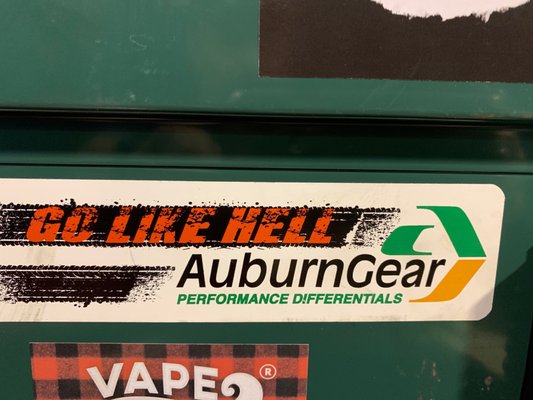 GO LIKE HELL
AuburnGear
PERFORMANCE DIFFERENTIALS
VAPE ®